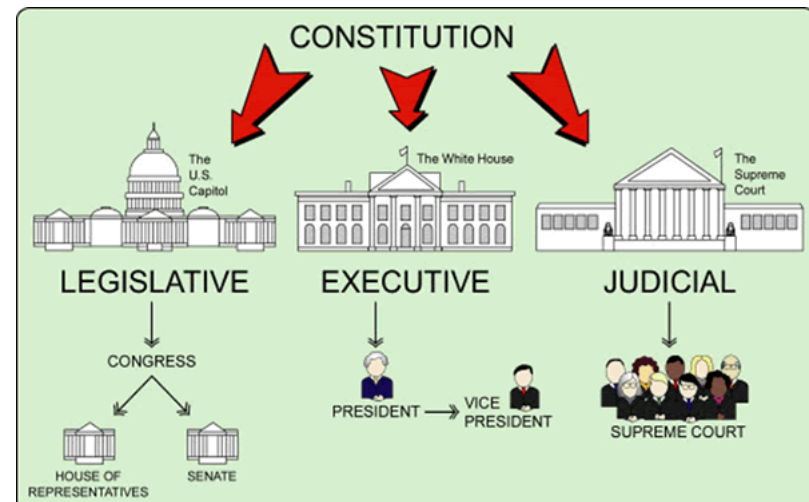 CONSTITUTION
The
U.S.
Capitol
The White House
The
Supreme
Court
LEGISLATIVE
EXECUTIVE
JUDICIAL
CONGRESS
PRESIDENT
VICE
PRESIDENT
SUPREME COURT
HOUSE OF
REPRESENTATIVES
SENATE